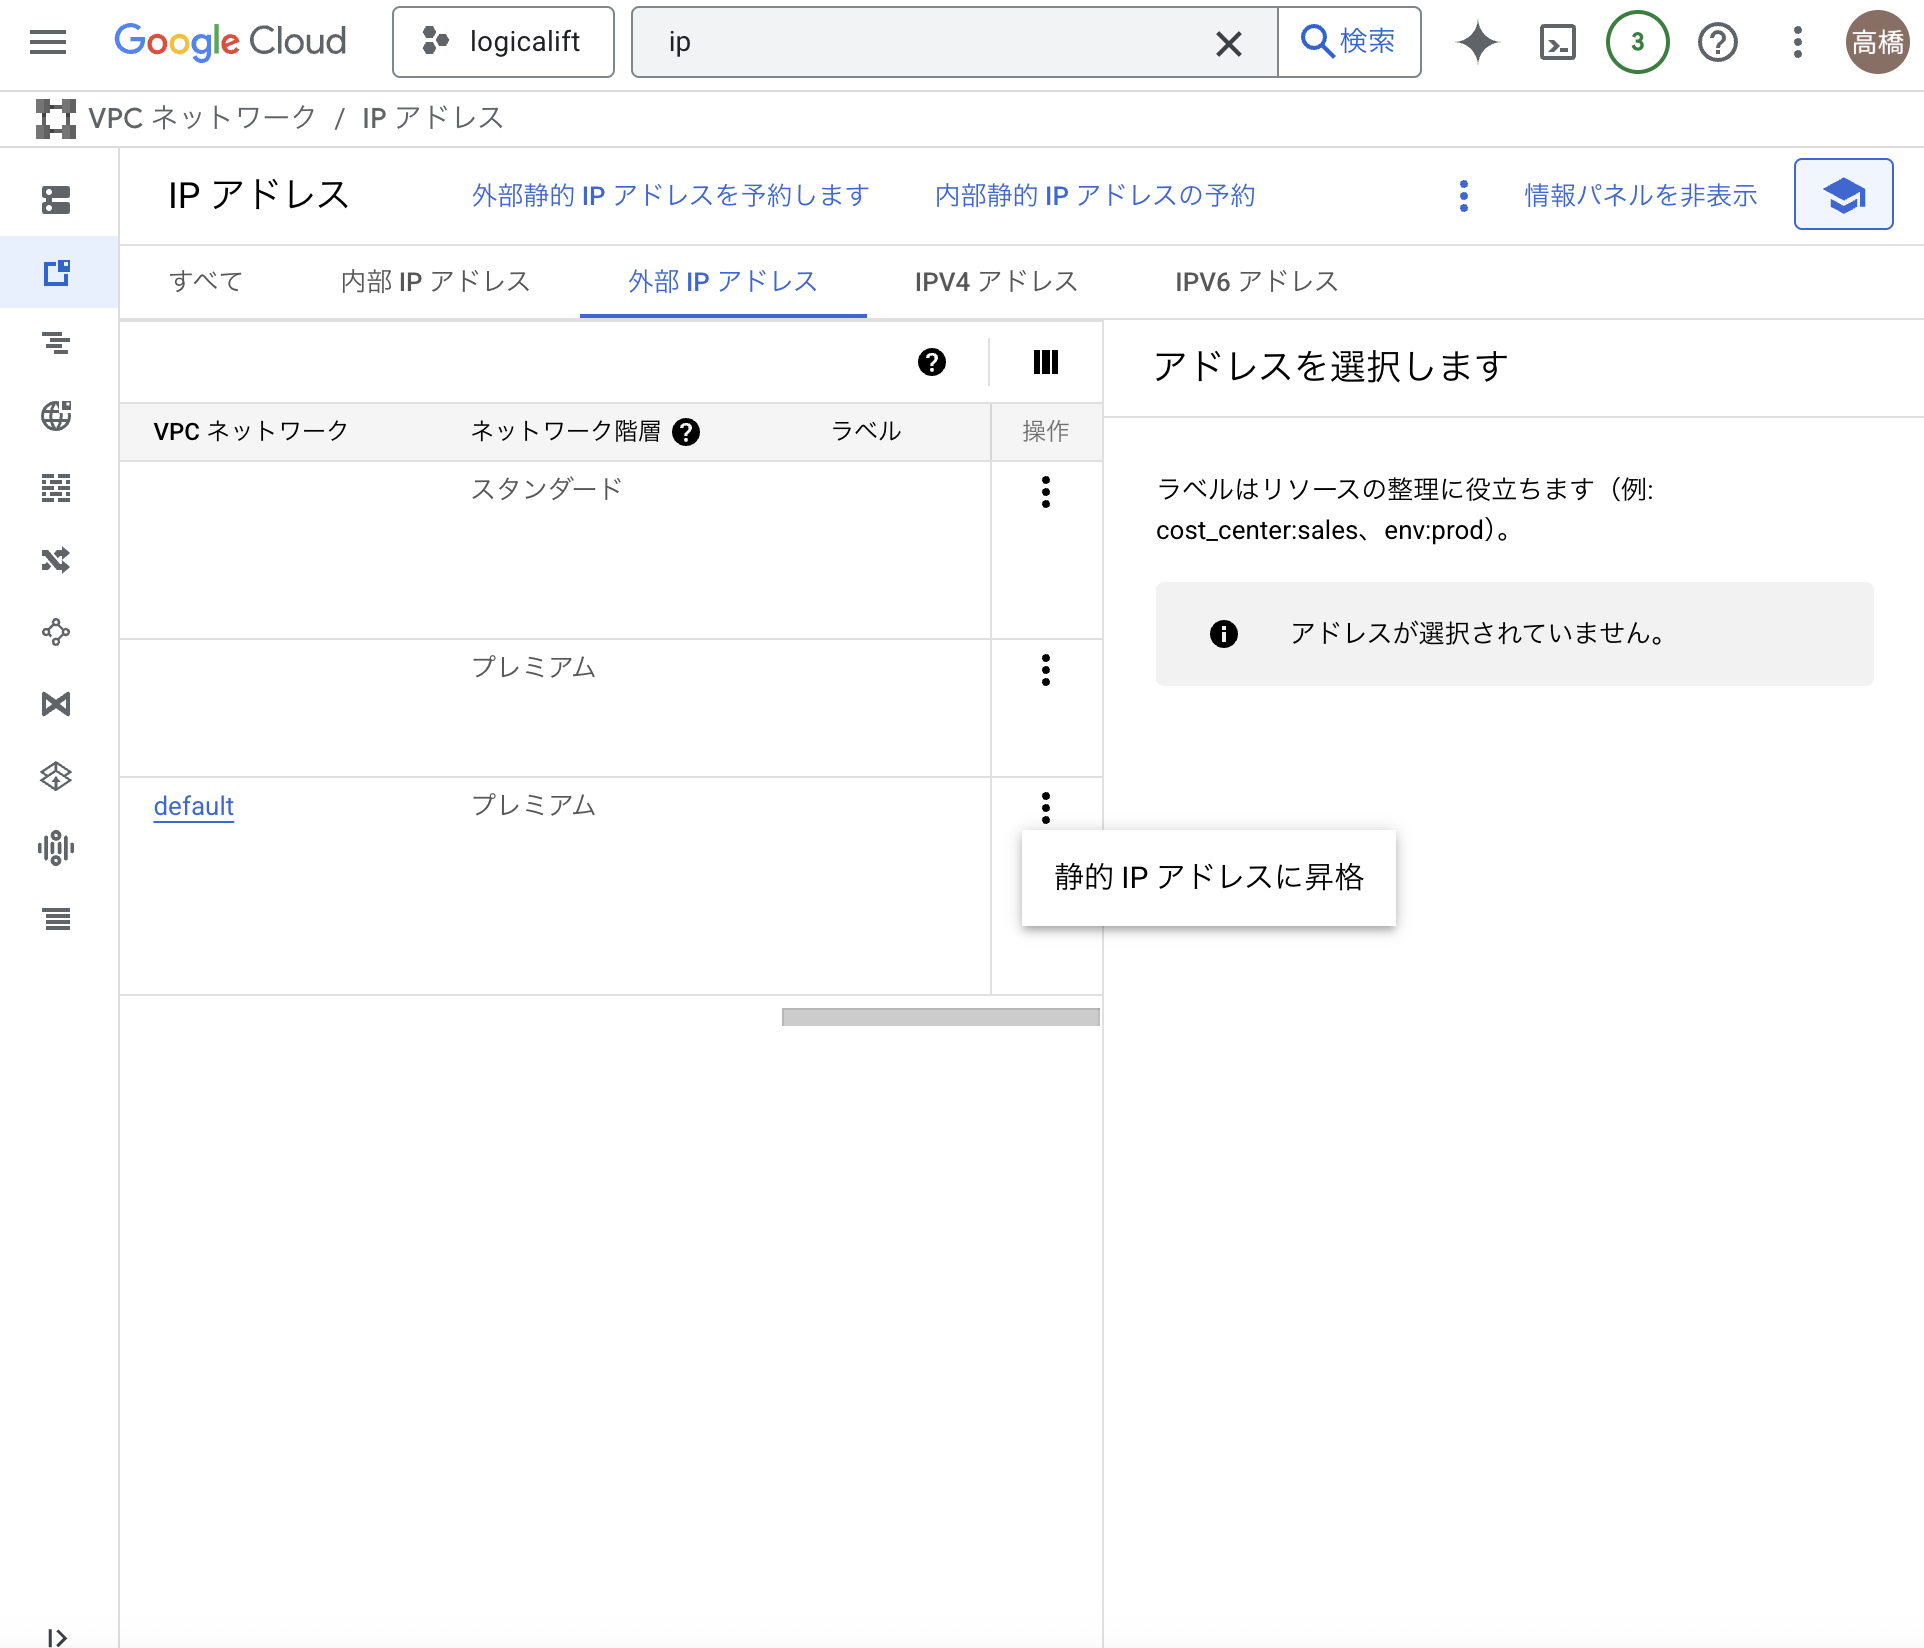 Google Cloud
logicalift
ip
検索
3
高橋
VPC ネットワーク / IP アドレス
IP アドレス
外部静的 IP アドレスを予約します
内部静的 IP アドレスの予約
情報パネルを非表示
すべて
内部 IP アドレス
外部 IP アドレス
IPV4 アドレス
IPV6 アドレス
VPC ネットワーク
ネットワーク階層
ラベル
操作
スタンダード
プレミアム
default
プレミアム
静的 IP アドレスに昇格
アドレスを選択します
ラベルはリソースの整理に役立ちます（例:
cost_center:sales、env:prod）。
アドレスが選択されていません。